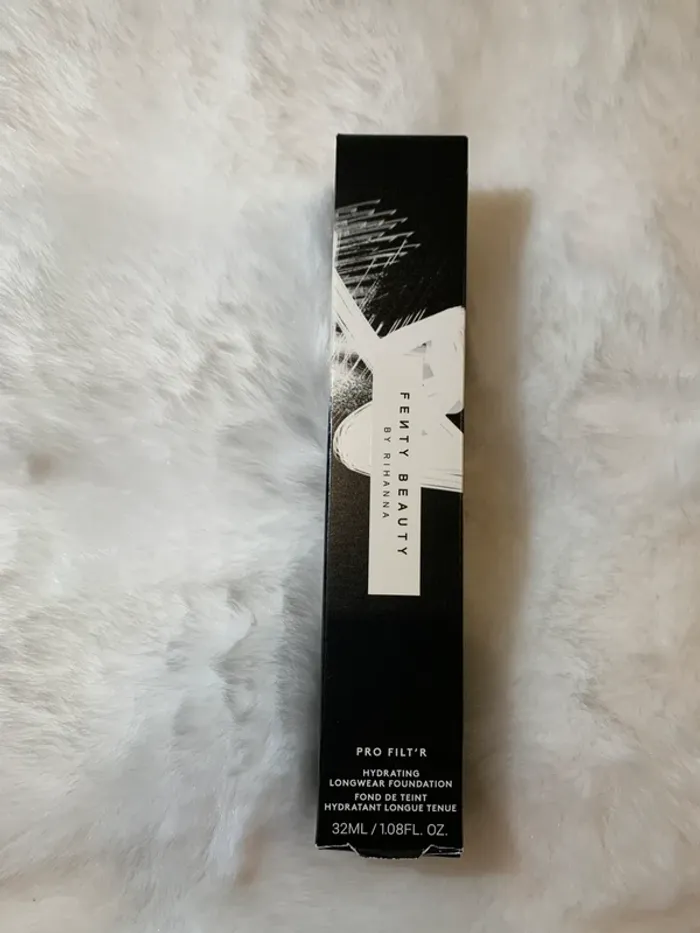 FENTY BEAUTY
BY RIHANNA
PRO FILT'R
HYDRATING
LONGWEAR FOUNDATION
FOND DE TEINT
HYDRATANT LONGUE TENUE
32ML / 1.08FL. OZ.